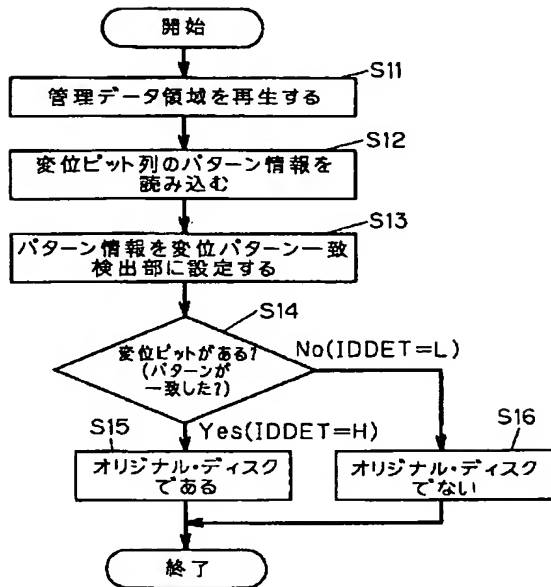 開始
S11
管理データ領域を再生する
S12
変位ピット列のパターン情報を
読み込む
S13
パターン情報を変位パターン一致
検出部に設定する
S14
変位ピットがある?
(パターンが
一致した?)
No(IDDET=L)
Yes(IDDET=H)
S15
オリジナル・ディスク
である
S16
オリジナル・ディスク
でない
終了